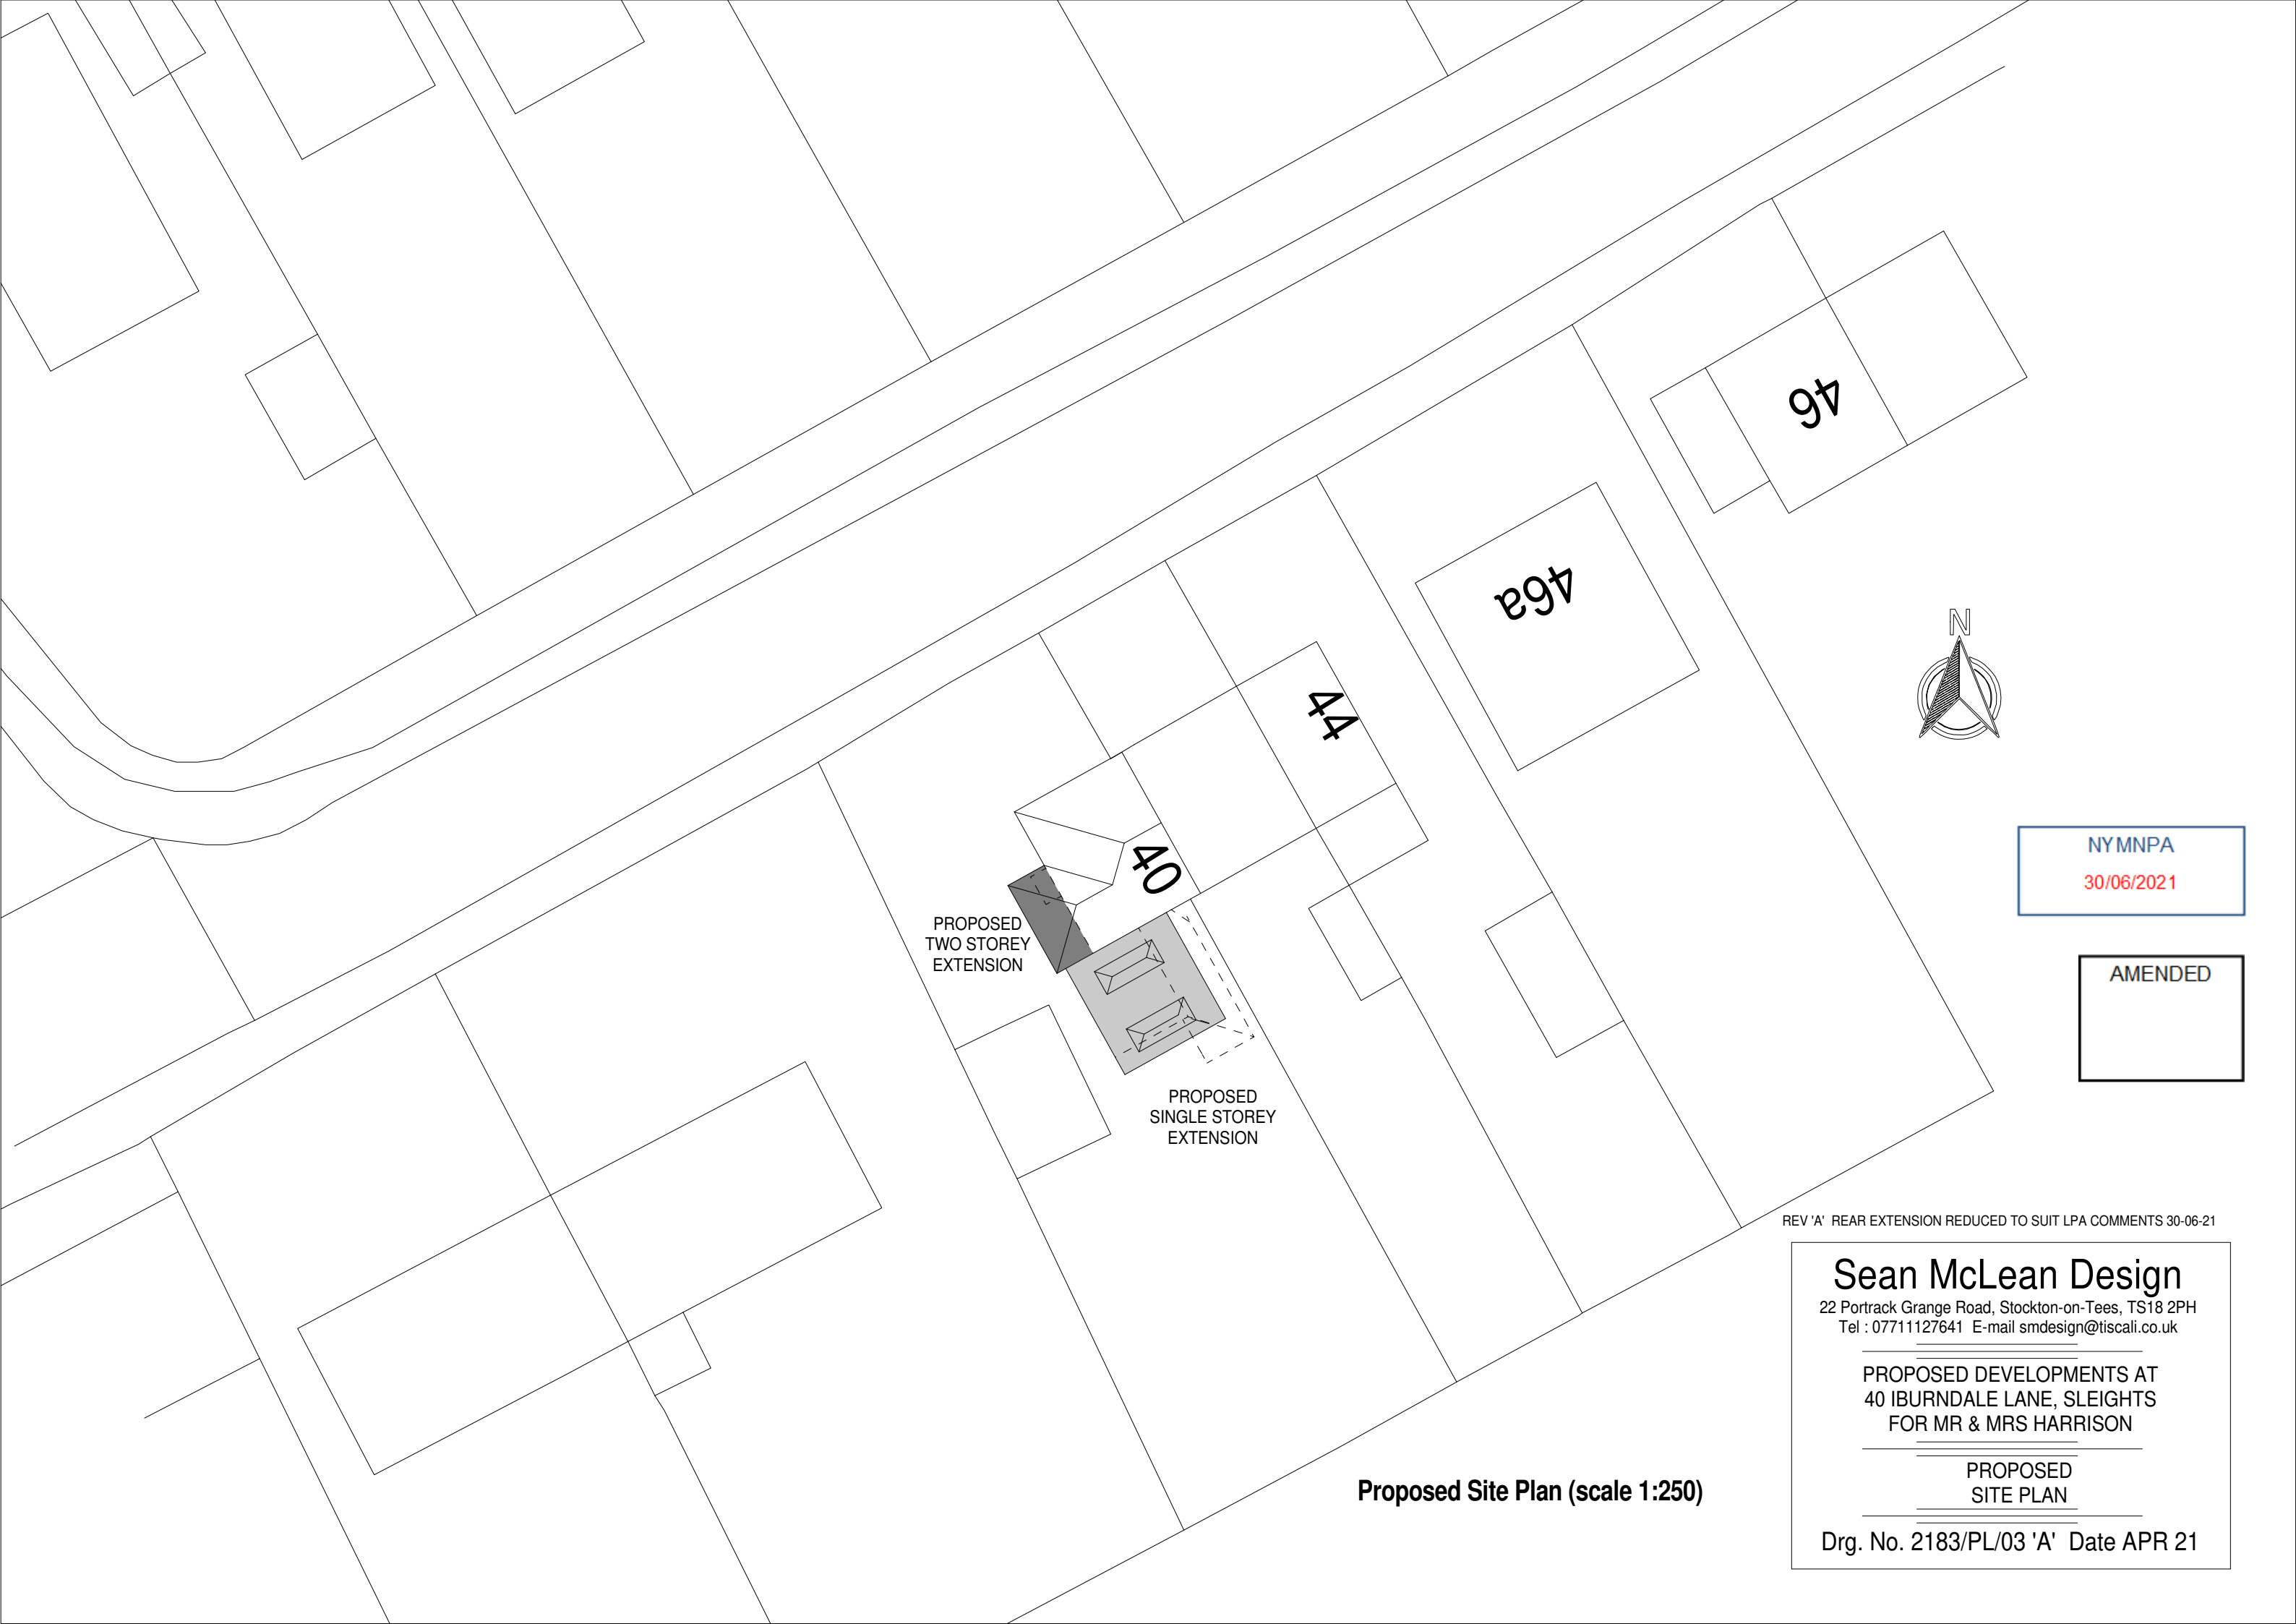 46
46a
N
44
40
NYMNPA
30/06/2021
PROPOSED
TWO STOREY
EXTENSION
AMENDED
PROPOSED
SINGLE STOREY
EXTENSION
REV 'A' REAR EXTENSION REDUCED TO SUIT LPA COMMENTS 30-06-21
Sean McLean Design
22 Portrack Grange Road, Stockton-on-Tees, TS18 2PH
Tel : 07711127641 E-mail smdesign@tiscali.co.uk
PROPOSED DEVELOPMENTS AT
40 IBURNDALE LANE, SLEIGHTS
FOR MR & MRS HARRISON
PROPOSED
SITE PLAN
Drg. No. 2183/PL/03 'A' Date APR 21
Proposed Site Plan (scale 1:250)